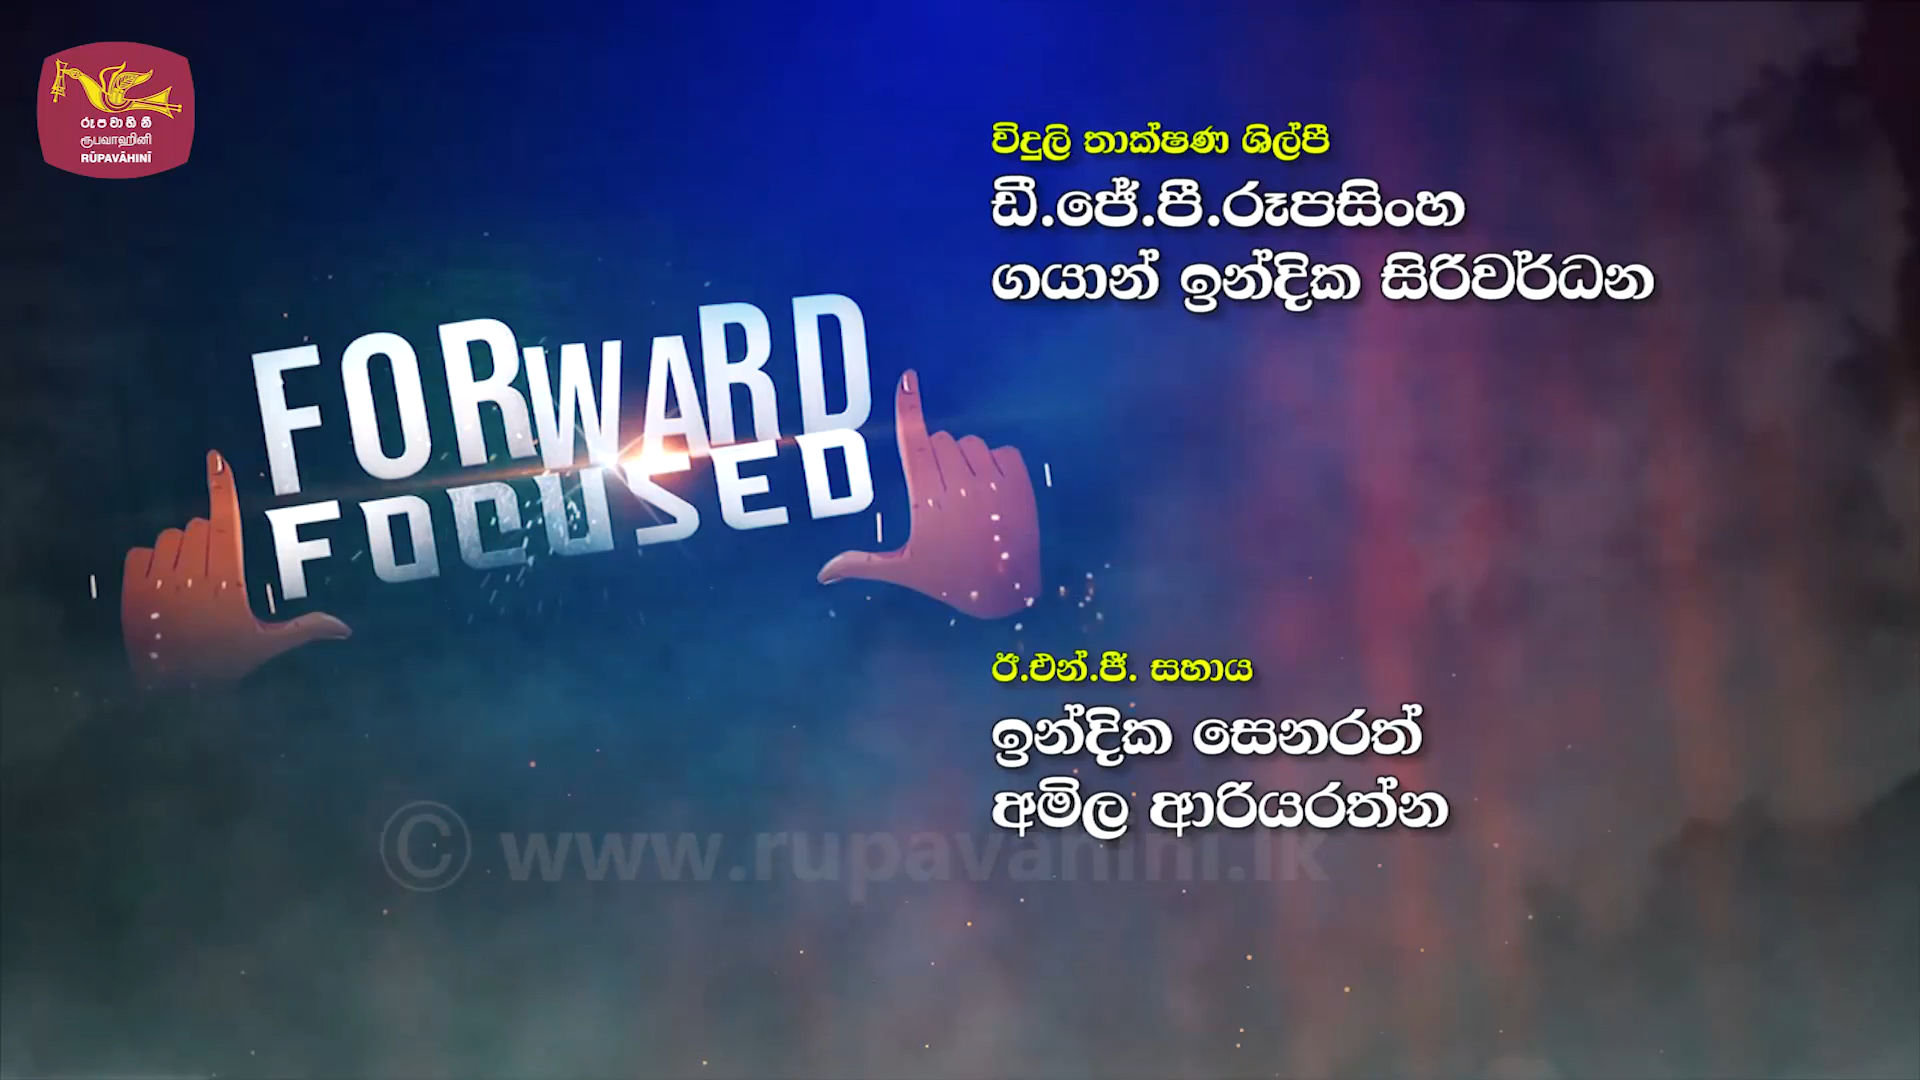 රූපවාහිනී
ரூபவாஹினி
RŪPAVĀHINĪ
FORWARD
FOCUSED
විදුලි තාක්ෂණ ශිල්පී
ඩී.ජේ.පී.රූපසිංහ
ගයාන් ඉන්දික සිරිවර්ධන
ඊ.එන්.ජී. සහාය
ඉන්දික සෙනරත්
අමිල ආරියරත්න
© www.rupavahini.lk